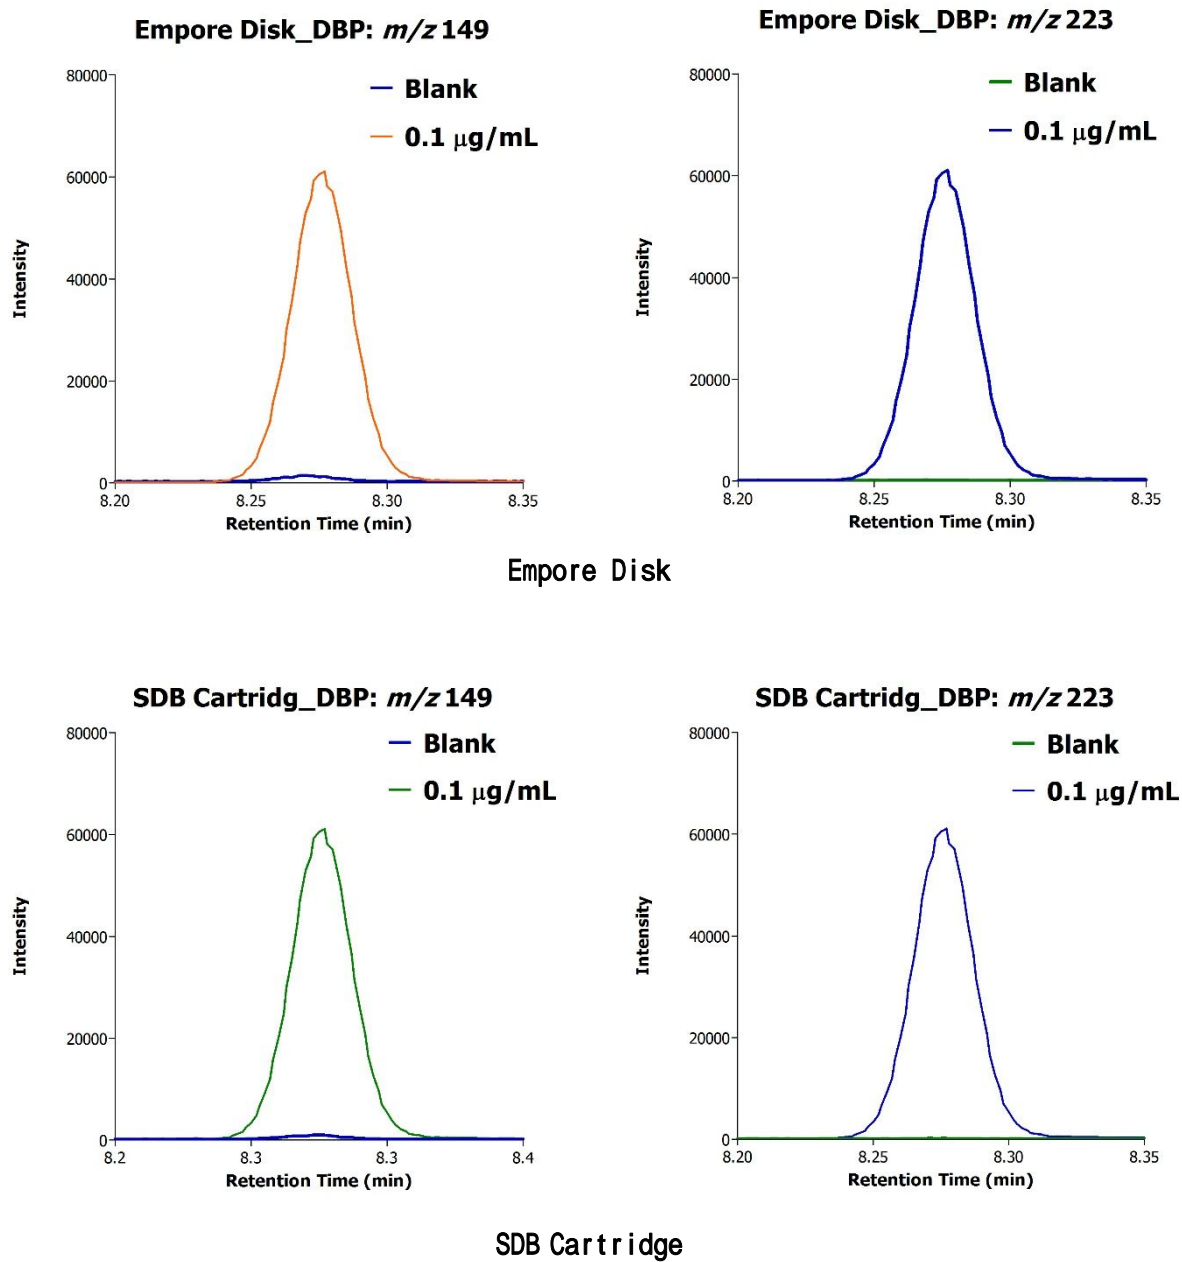 Empore Disk_DBP: m/z 149
Blank
0.1 μg/mL
80000
60000
40000
20000
0
Intensity
8.20
8.25
8.30
8.35
Retention Time (min)
Empore Disk_DBP: m/z 223
Blank
0.1 μg/mL
80000
60000
40000
20000
0
Intensity
8.20
8.25
8.30
8.35
Retention Time (min)
Empore Disk
SDB Cartridg_DBP: m/z 149
Blank
0.1 μg/mL
80000
60000
40000
20000
0
Intensity
8.2
8.3
8.3
8.4
Retention Time (min)
SDB Cartridg_DBP: m/z 223
Blank
0.1 μg/mL
80000
60000
40000
20000
0
Intensity
8.20
8.25
8.30
8.35
Retention Time (min)
SDB Cartridge